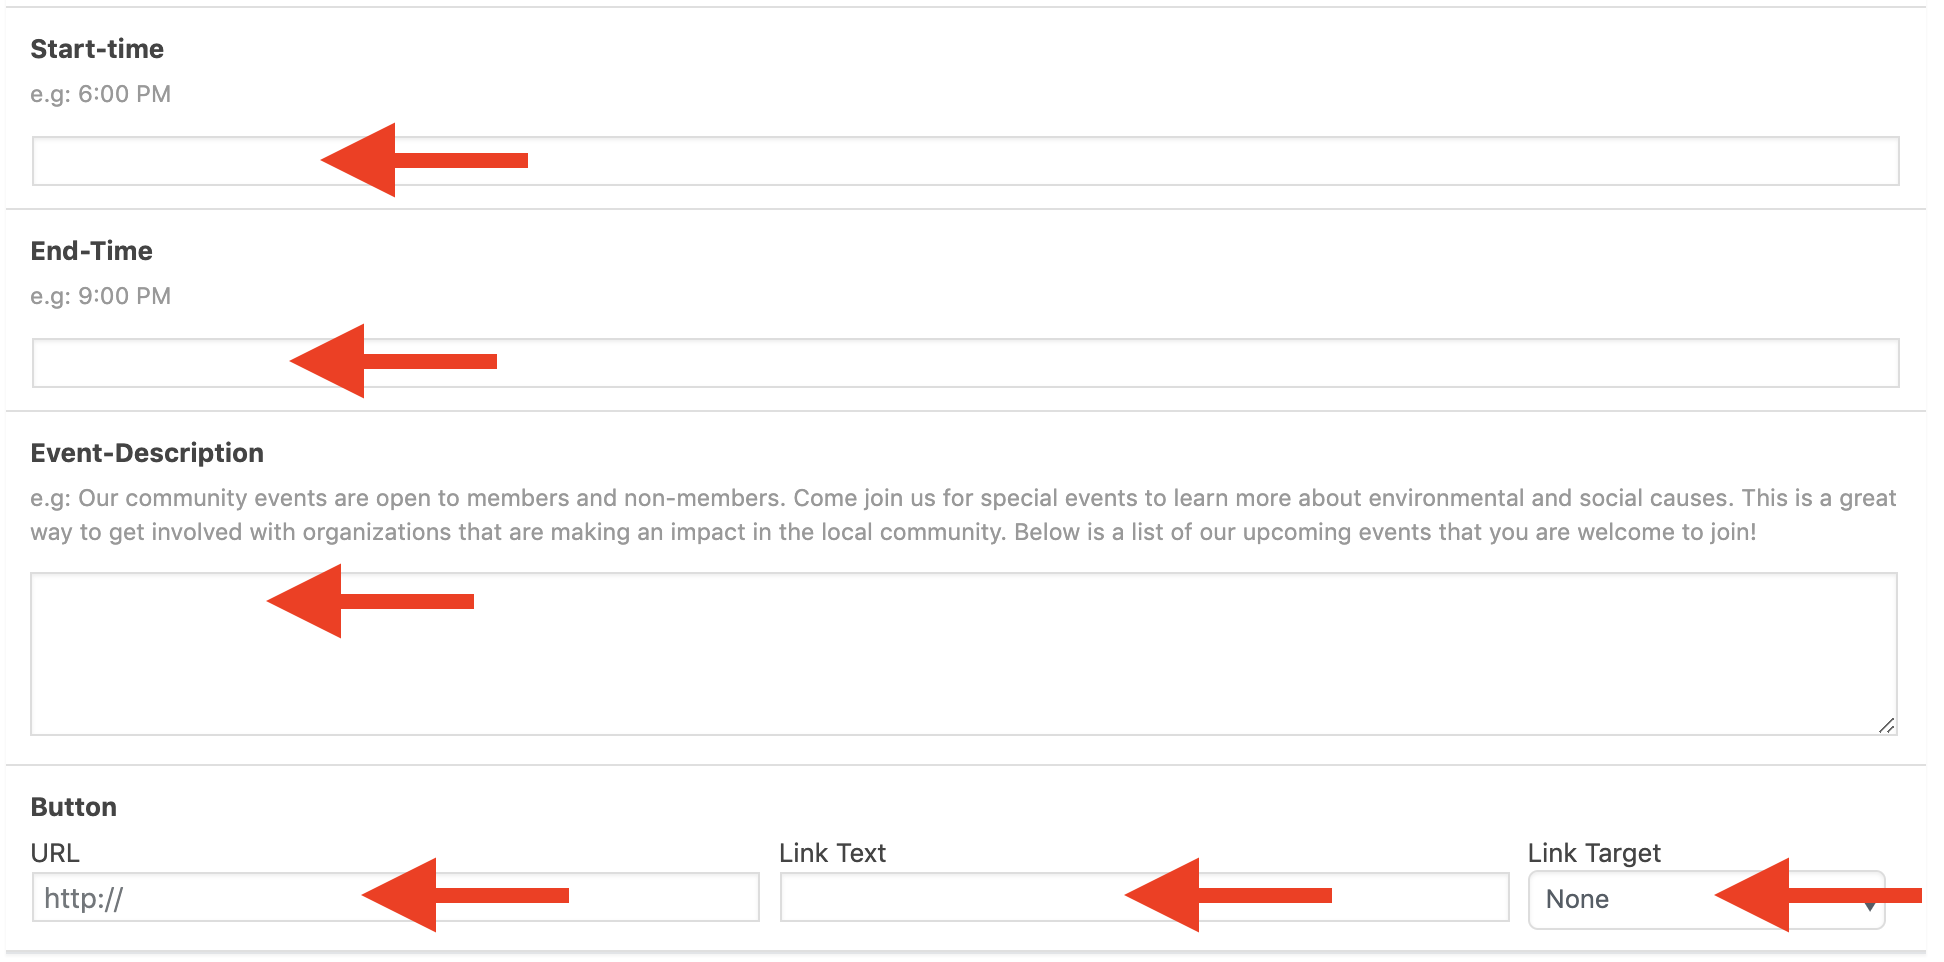 Start-time
e.g: 6:00 PM
End-Time
e.g: 9:00 PM
Event-Description
e.g: Our community events are open to members and non-members. Come join us for special events to learn more about environmental and social causes. This is a great
way to get involved with organizations that are making an impact in the local community. Below is a list of our upcoming events that you are welcome to join!
Button
URL Link Text Link Target
http:// None